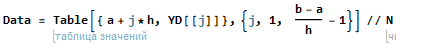 Data = Table[{a + j * h, YD[[j]]}, {j, 1, (b - a)/h - 1}] // N
таблица значений